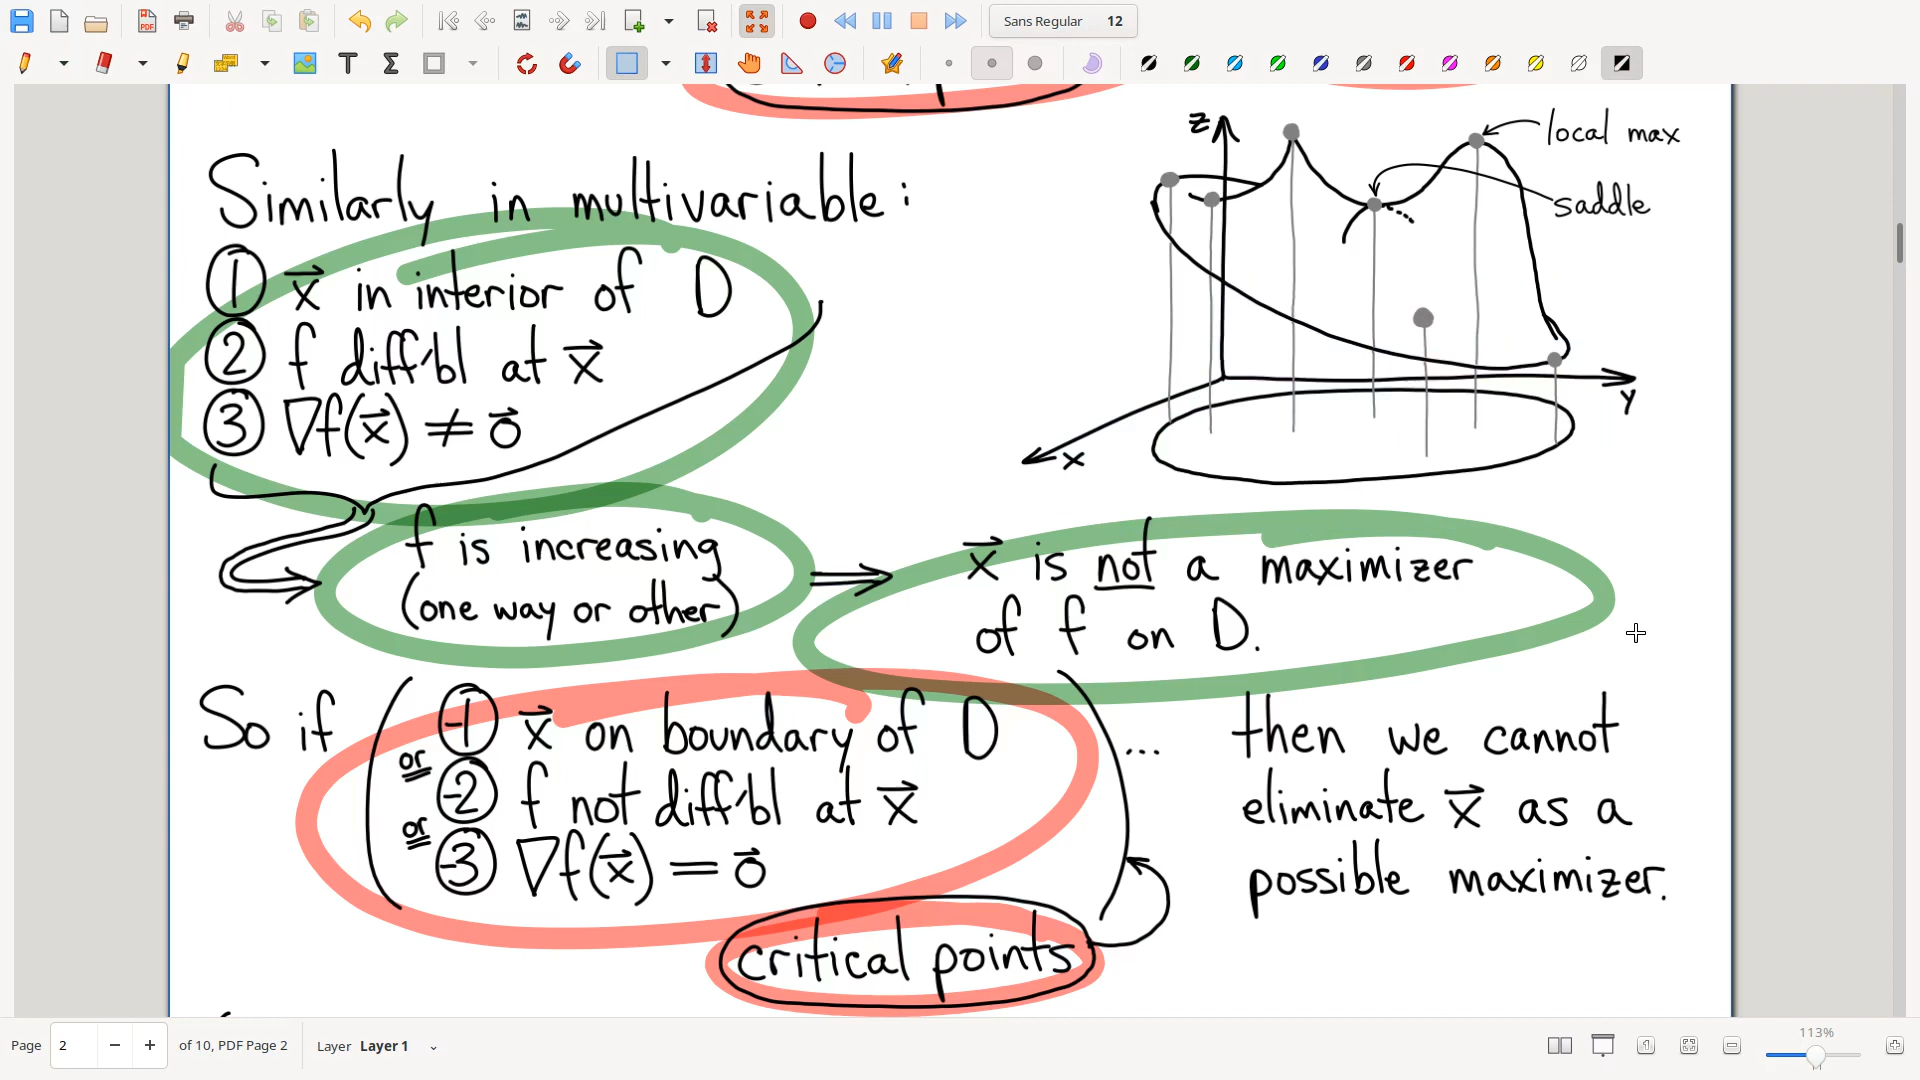 Sans Regular 12
z
local max
saddle
y
x
Similarly in multivariable:
① x⃗ in interior of D
② f diff'bl at x⃗
③ ∇f(x⃗) ≠ 0⃗
f is increasing
(one way or other)
⇒
x⃗ is not a maximizer
of f on D.
So if
(-1) x⃗ on boundary of D
or
(-2) f not diff'bl at x⃗
or
(-3) ∇f(x⃗) = 0⃗
critical points
... then we cannot
eliminate x⃗ as a
possible maximizer.
Page 2 of 10, PDF Page 2 Layer Layer 1
113%